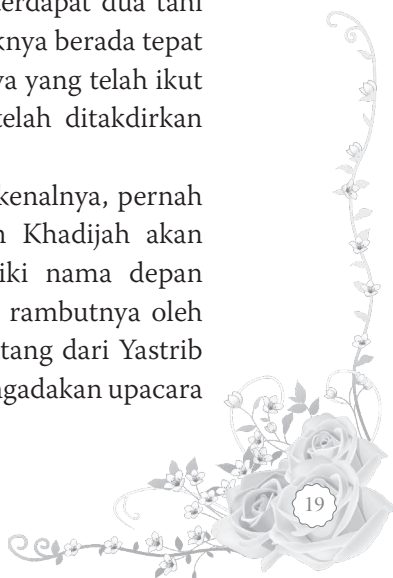 terdapat dua tahi
knya berada tepat
ya yang telah ikut
telah ditakdirkan
kenalnya, pernah
Khadijah akan
iki nama depan
rambutnya oleh
tang dari Yastrib
ngadakan upacara
19